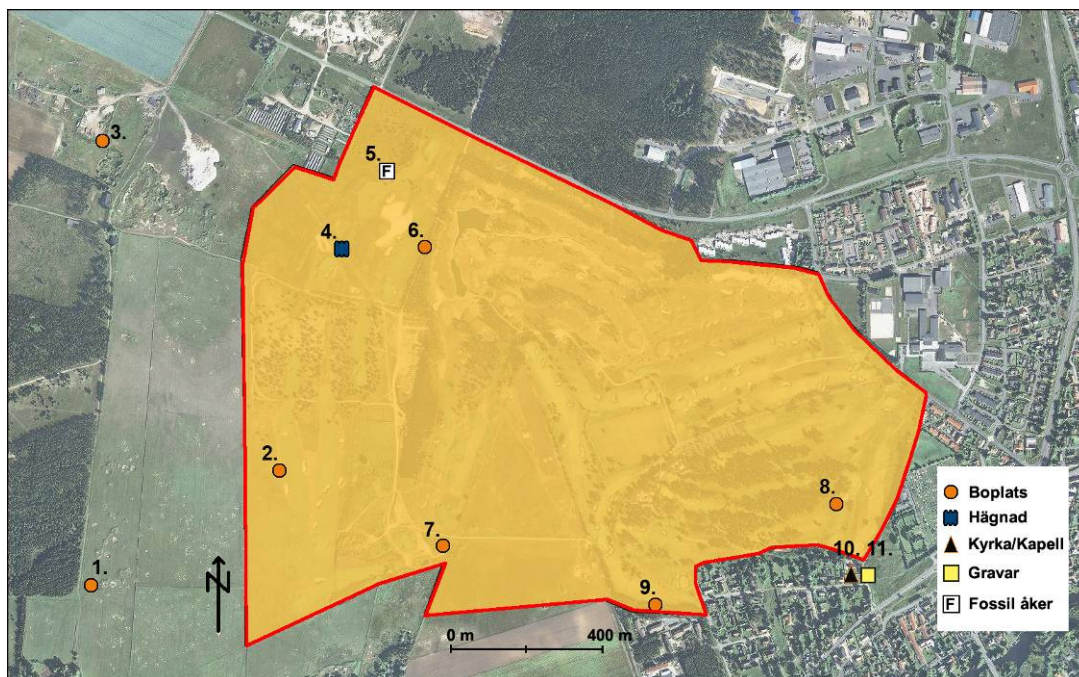 3.
5.
F
4.
6.
2.
7.
8.
1.
9.
10. 11.
N
0 m 400 m
Boplats
Hägnad
Kyrka/Kapell
Gravar
F Fossil åker